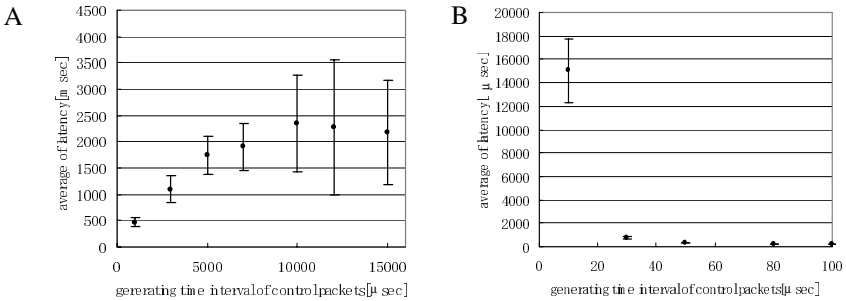 A
4500
4000
3500
3000
2500
2000
1500
1000
500
0
average of latency[m sec]
0 5000 10000 15000
gererating time interval of control packets[μ sec]
B
20000
18000
16000
14000
12000
10000
8000
6000
4000
2000
0
average of latency[ μ sec]
0 20 40 60 80 100
generating time interval of control packets[μ sec]